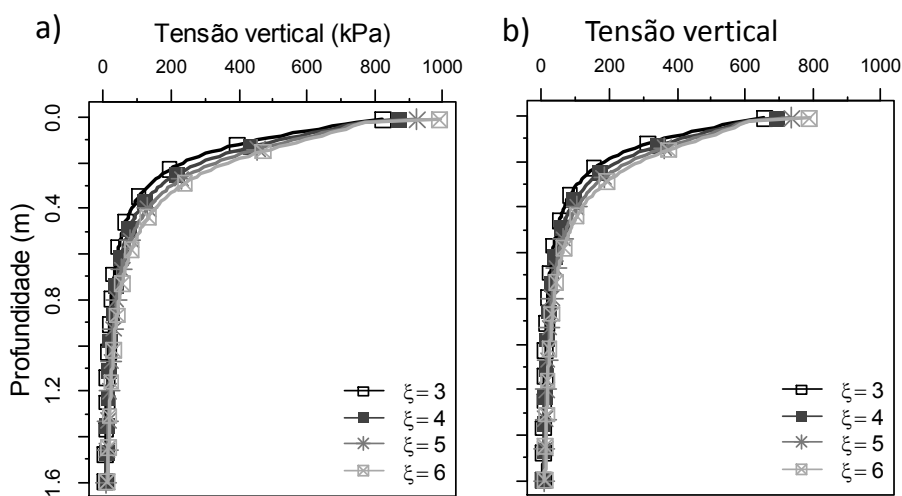 a) Tensão vertical (kPa)
0 200 400 600 800 1000
Profundidade (m)
0.0
0.4
0.8
1.2
1.6
ξ = 3
ξ = 4
ξ = 5
ξ = 6
b) Tensão vertical
0 200 400 600 800 1000
ξ = 3
ξ = 4
ξ = 5
ξ = 6